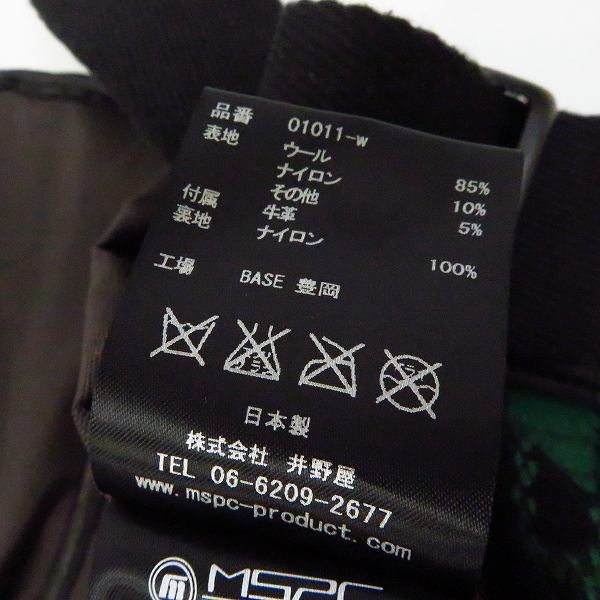 品番 01011-w
表地 ウール 85%
ナイロン 10%
その他 5%
付属 牛革
裏地 ナイロン 100%
工場 BASE 豊岡
日本製
株式会社 井野屋
TEL 06-6209-2677
www.mspc-product.com
MSPC